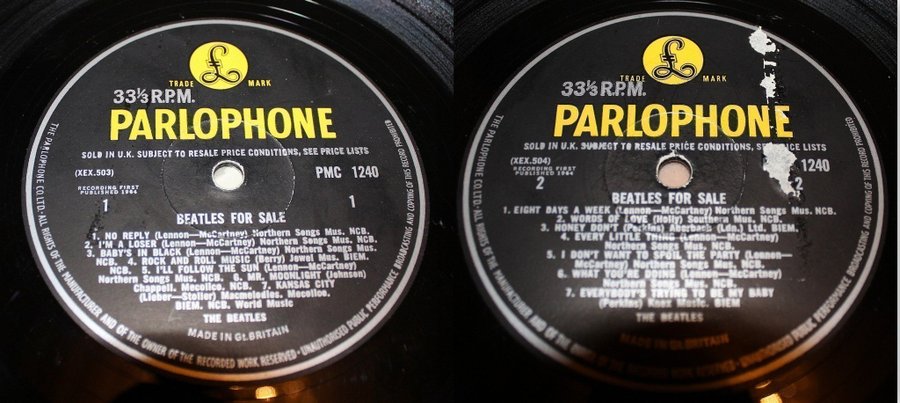 TRADE MARK
33⅓ R.P.M.
PARLOPHONE
SOLD IN U.K. SUBJECT TO RESALE PRICE CONDITIONS, SEE PRICE LISTS
(XEX.503) PMC 1240
RECORDING FIRST
PUBLISHED 1964
1 1
BEATLES FOR SALE
1. NO REPLY (Lennon—McCartney) Northern Songs Mus. NCB.
2. I'M A LOSER (Lennon—McCartney) Northern Songs Mus.
NCB. 3. BABY'S IN BLACK (Lennon—McCartney) Northern Songs Mus.
NCB. 4. ROCK AND ROLL MUSIC (Berry) Jewel Mus. BIEM.
NCB. 5. I'LL FOLLOW THE SUN (Lennon—McCartney)
Northern Songs Mus. NCB. 6. MR. MOONLIGHT (Johnson)
Chappell, Mecolico. NCB. 7. KANSAS CITY
(Lieber—Stoller) Macmelodies, Mecolico.
BIEM. NCB. World Music
THE BEATLES
MADE IN GT. BRITAIN
THE PARLOPHONE CO. LTD· ALL RIGHTS OF THE MANUFACTURER AND OF THE OWNER OF THE RECORDED WORK RESERVED · UNAUTHORISED PUBLIC PERFORMANCE BROADCASTING AND COPYING OF THIS RECORD PROHIBITED
TRADE MARK
33⅓ R.P.M.
PARLOPHONE
SOLD IN U.K. SUBJECT TO RESALE PRICE CONDITIONS, SEE PRICE LISTS
(XEX.504) 1240
RECORDING FIRST
PUBLISHED 1964
2 2
BEATLES FOR SALE
1. EIGHT DAYS A WEEK (Lennon—McCartney) Northern Songs Mus. NCB.
2. WORDS OF LOVE (Holly) Southern Mus. NCB.
3. HONEY DON'T (Perkins) Aberbach (Ldn.) Ltd. BIEM.
4. EVERY LITTLE THING (Lennon—McCartney)
Northern Songs Mus. NCB.
5. I DON'T WANT TO SPOIL THE PARTY (Lennon—
McCartney) Northern Songs Mus. NCB.
6. WHAT YOU'RE DOING (Lennon—McCartney)
Northern Songs Mus. NCB.
7. EVERYBODY'S TRYING TO BE MY BABY
(Perkins) Music. BIEM
THE BEATLES
MADE IN GT. BRITAIN
THE PARLOPHONE CO. LTD· ALL RIGHTS OF THE MANUFACTURER AND OF THE OWNER OF THE RECORDED WORK RESERVED · UNAUTHORISED PUBLIC PERFORMANCE BROADCASTING AND COPYING OF THIS RECORD PROHIBITED